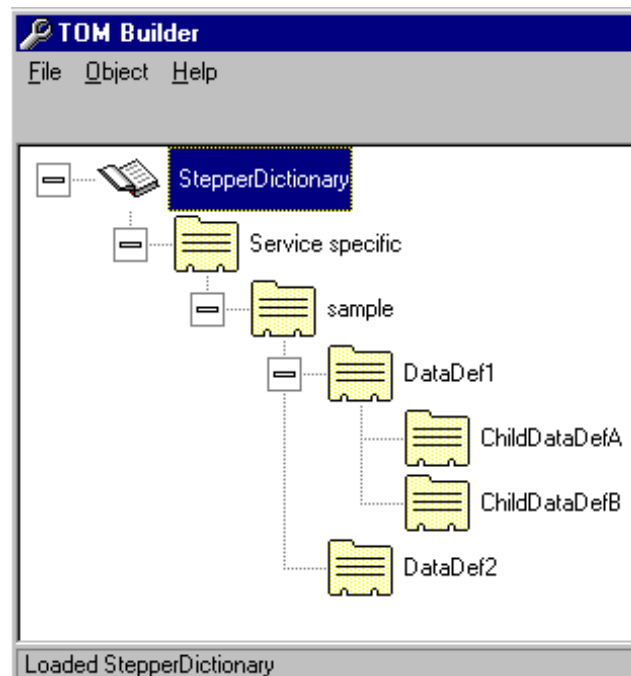 TOM Builder
File Object Help
StepperDictionary
Service specific
sample
DataDef1
ChildDataDefA
ChildDataDefB
DataDef2
Loaded StepperDictionary